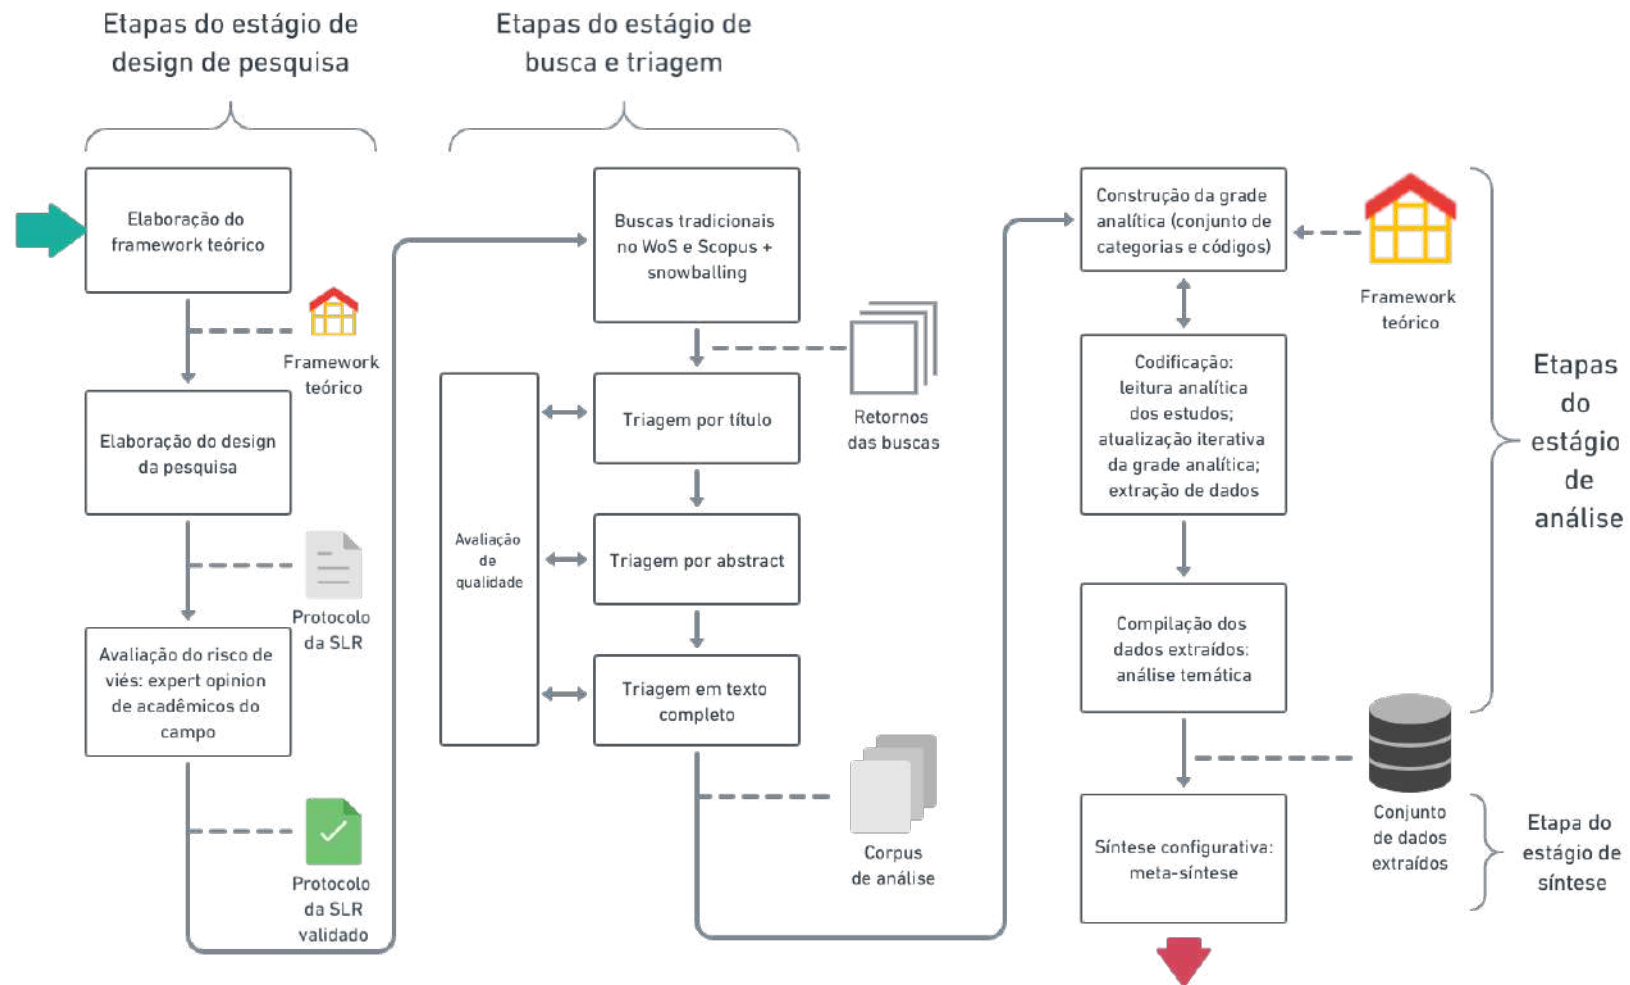 Etapas do estágio de
design de pesquisa
Elaboração do
framework teórico
Framework
teórico
Elaboração do design
da pesquisa
Protocolo
da SLR
Avaliação do risco de
viés: expert opinion
de acadêmicos do
campo
Protocolo
da SLR
validado
Etapas do estágio de
busca e triagem
Buscas tradicionais
no WoS e Scopus +
snowballing
Retornos
das buscas
Triagem por título
Avaliação
de
qualidade
Triagem por abstract
Triagem em texto
completo
Corpus
de análise
Construção da grade
analítica (conjunto de
categorias e códigos)
Framework
teórico
Codificação:
leitura analítica
dos estudos;
atualização iterativa
da grade analítica;
extração de dados
Compilação dos
dados extraídos:
análise temática
Etapas
do
estágio
de
análise
Conjunto
de dados
extraídos
Síntese configurativa:
meta-síntese
Etapa do
estágio de
síntese